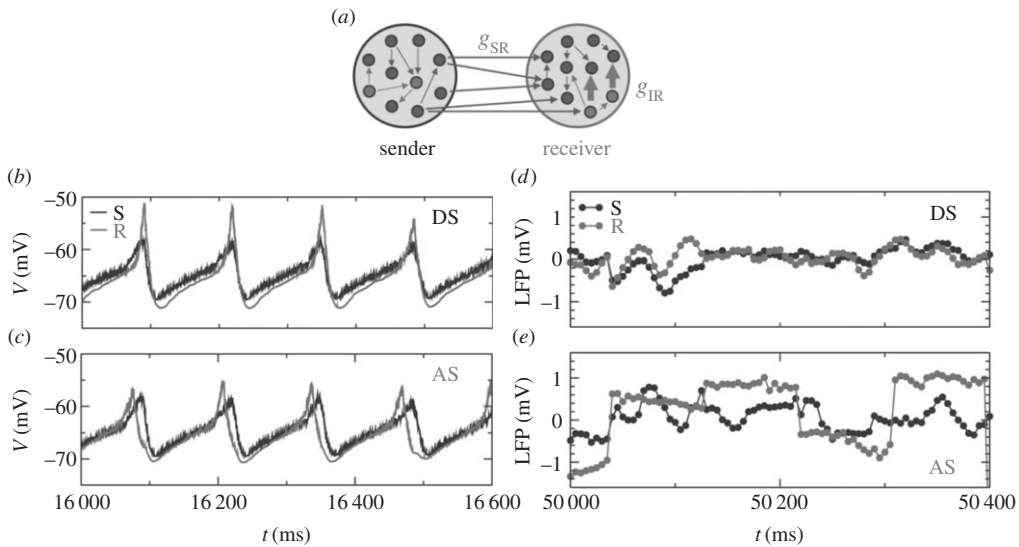 (a)
g_SR
g_IR
sender
receiver
(b)
−50
S
R
DS
−60
V (mV)
−70
(c)
−50
AS
−60
V (mV)
−70
16 000
16 200
16 400
16 600
t (ms)
(d)
S
R
DS
1
0
LFP (mV)
−1
(e)
1
0
LFP (mV)
−1
AS
50 000
50 200
50 400
t (ms)